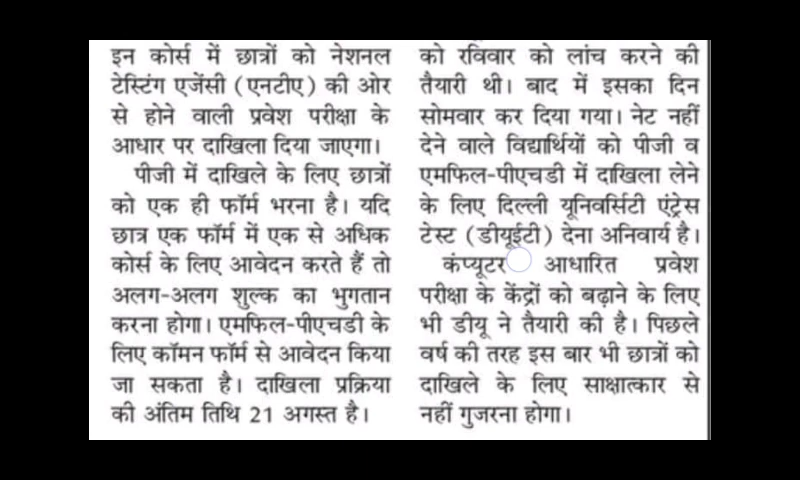 इन कोर्स में छात्रों को नेशनल
टेस्टिंग एजेंसी (एनटीए) की ओर
से होने वाली प्रवेश परीक्षा के
आधार पर दाखिला दिया जाएगा।
पीजी में दाखिले के लिए छात्रों
को एक ही फॉर्म भरना है। यदि
छात्र एक फॉर्म में एक से अधिक
कोर्स के लिए आवेदन करते हैं तो
अलग-अलग शुल्क का भुगतान
करना होगा। एमफिल-पीएचडी के
लिए कॉमन फॉर्म से आवेदन किया
जा सकता है। दाखिला प्रक्रिया
की अंतिम तिथि 21 अगस्त है।
को रविवार को लांच करने की
तैयारी थी। बाद में इसका दिन
सोमवार कर दिया गया। नेट नहीं
देने वाले विद्यार्थियों को पीजी व
एमफिल-पीएचडी में दाखिला लेने
के लिए दिल्ली यूनिवर्सिटी एंट्रेस
टेस्ट (डीयूईटी) देना अनिवार्य है।
कंप्यूटर आधारित प्रवेश
परीक्षा के केंद्रों को बढ़ाने के लिए
भी डीयू ने तैयारी की है। पिछले
वर्ष की तरह इस बार भी छात्रों को
दाखिले के लिए साक्षात्कार से
नहीं गुजरना होगा।